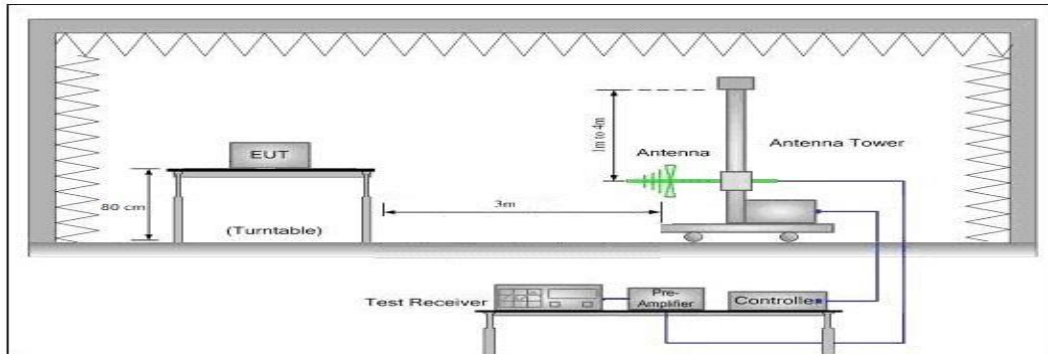 1m to 4m
EUT
Antenna
Antenna Tower
80 cm
3m
(Turntable)
Test Receiver
Pre-
Amplifier
Controller